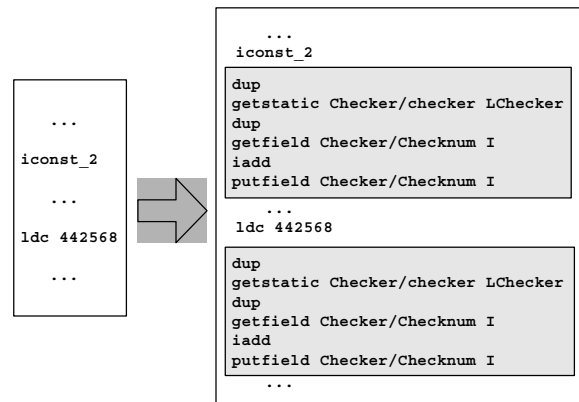 ...
iconst_2
...
ldc 442568
...
...
iconst_2
dup
getstatic Checker/checker LChecker
dup
getfield Checker/Checknum I
iadd
putfield Checker/Checknum I
...
ldc 442568
dup
getstatic Checker/checker LChecker
dup
getfield Checker/Checknum I
iadd
putfield Checker/Checknum I
...